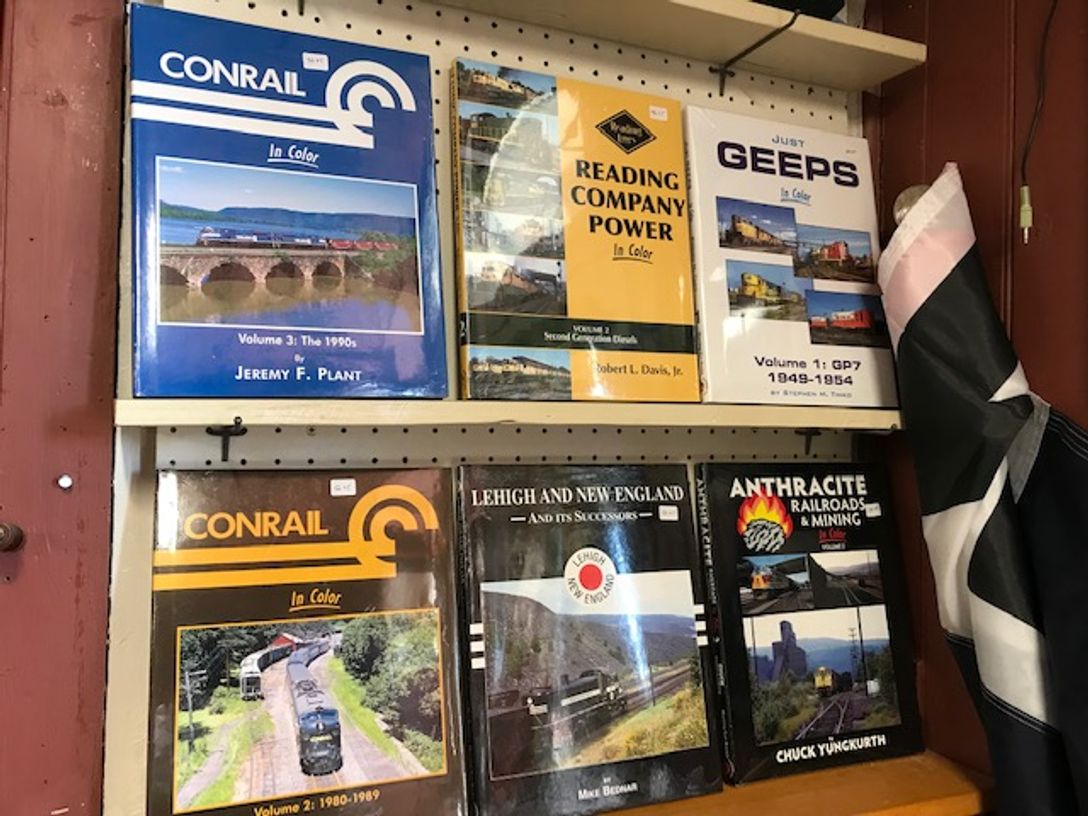 CONRAIL
In Color
Volume 3: The 1990s
By
JEREMY F. PLANT
Reading
Lines
READING
COMPANY
POWER
In Color
VOLUME 2
Second Generation Diesels
Robert L. Davis, Jr.
JUST
GEEPS
In Color
Volume 1: GP7
1949-1954
BY STEPHEN M. TIMKO
CONRAIL
In Color
Volume 2: 1980-1989
LEHIGH AND NEW ENGLAND
—AND ITS SUCCESSORS—
LEHIGH
NEW ENGLAND
BY
MIKE BEDNAR
ANTHRACITE
RAILROADS
& MINING
In Color
by
CHUCK YUNGKURTH